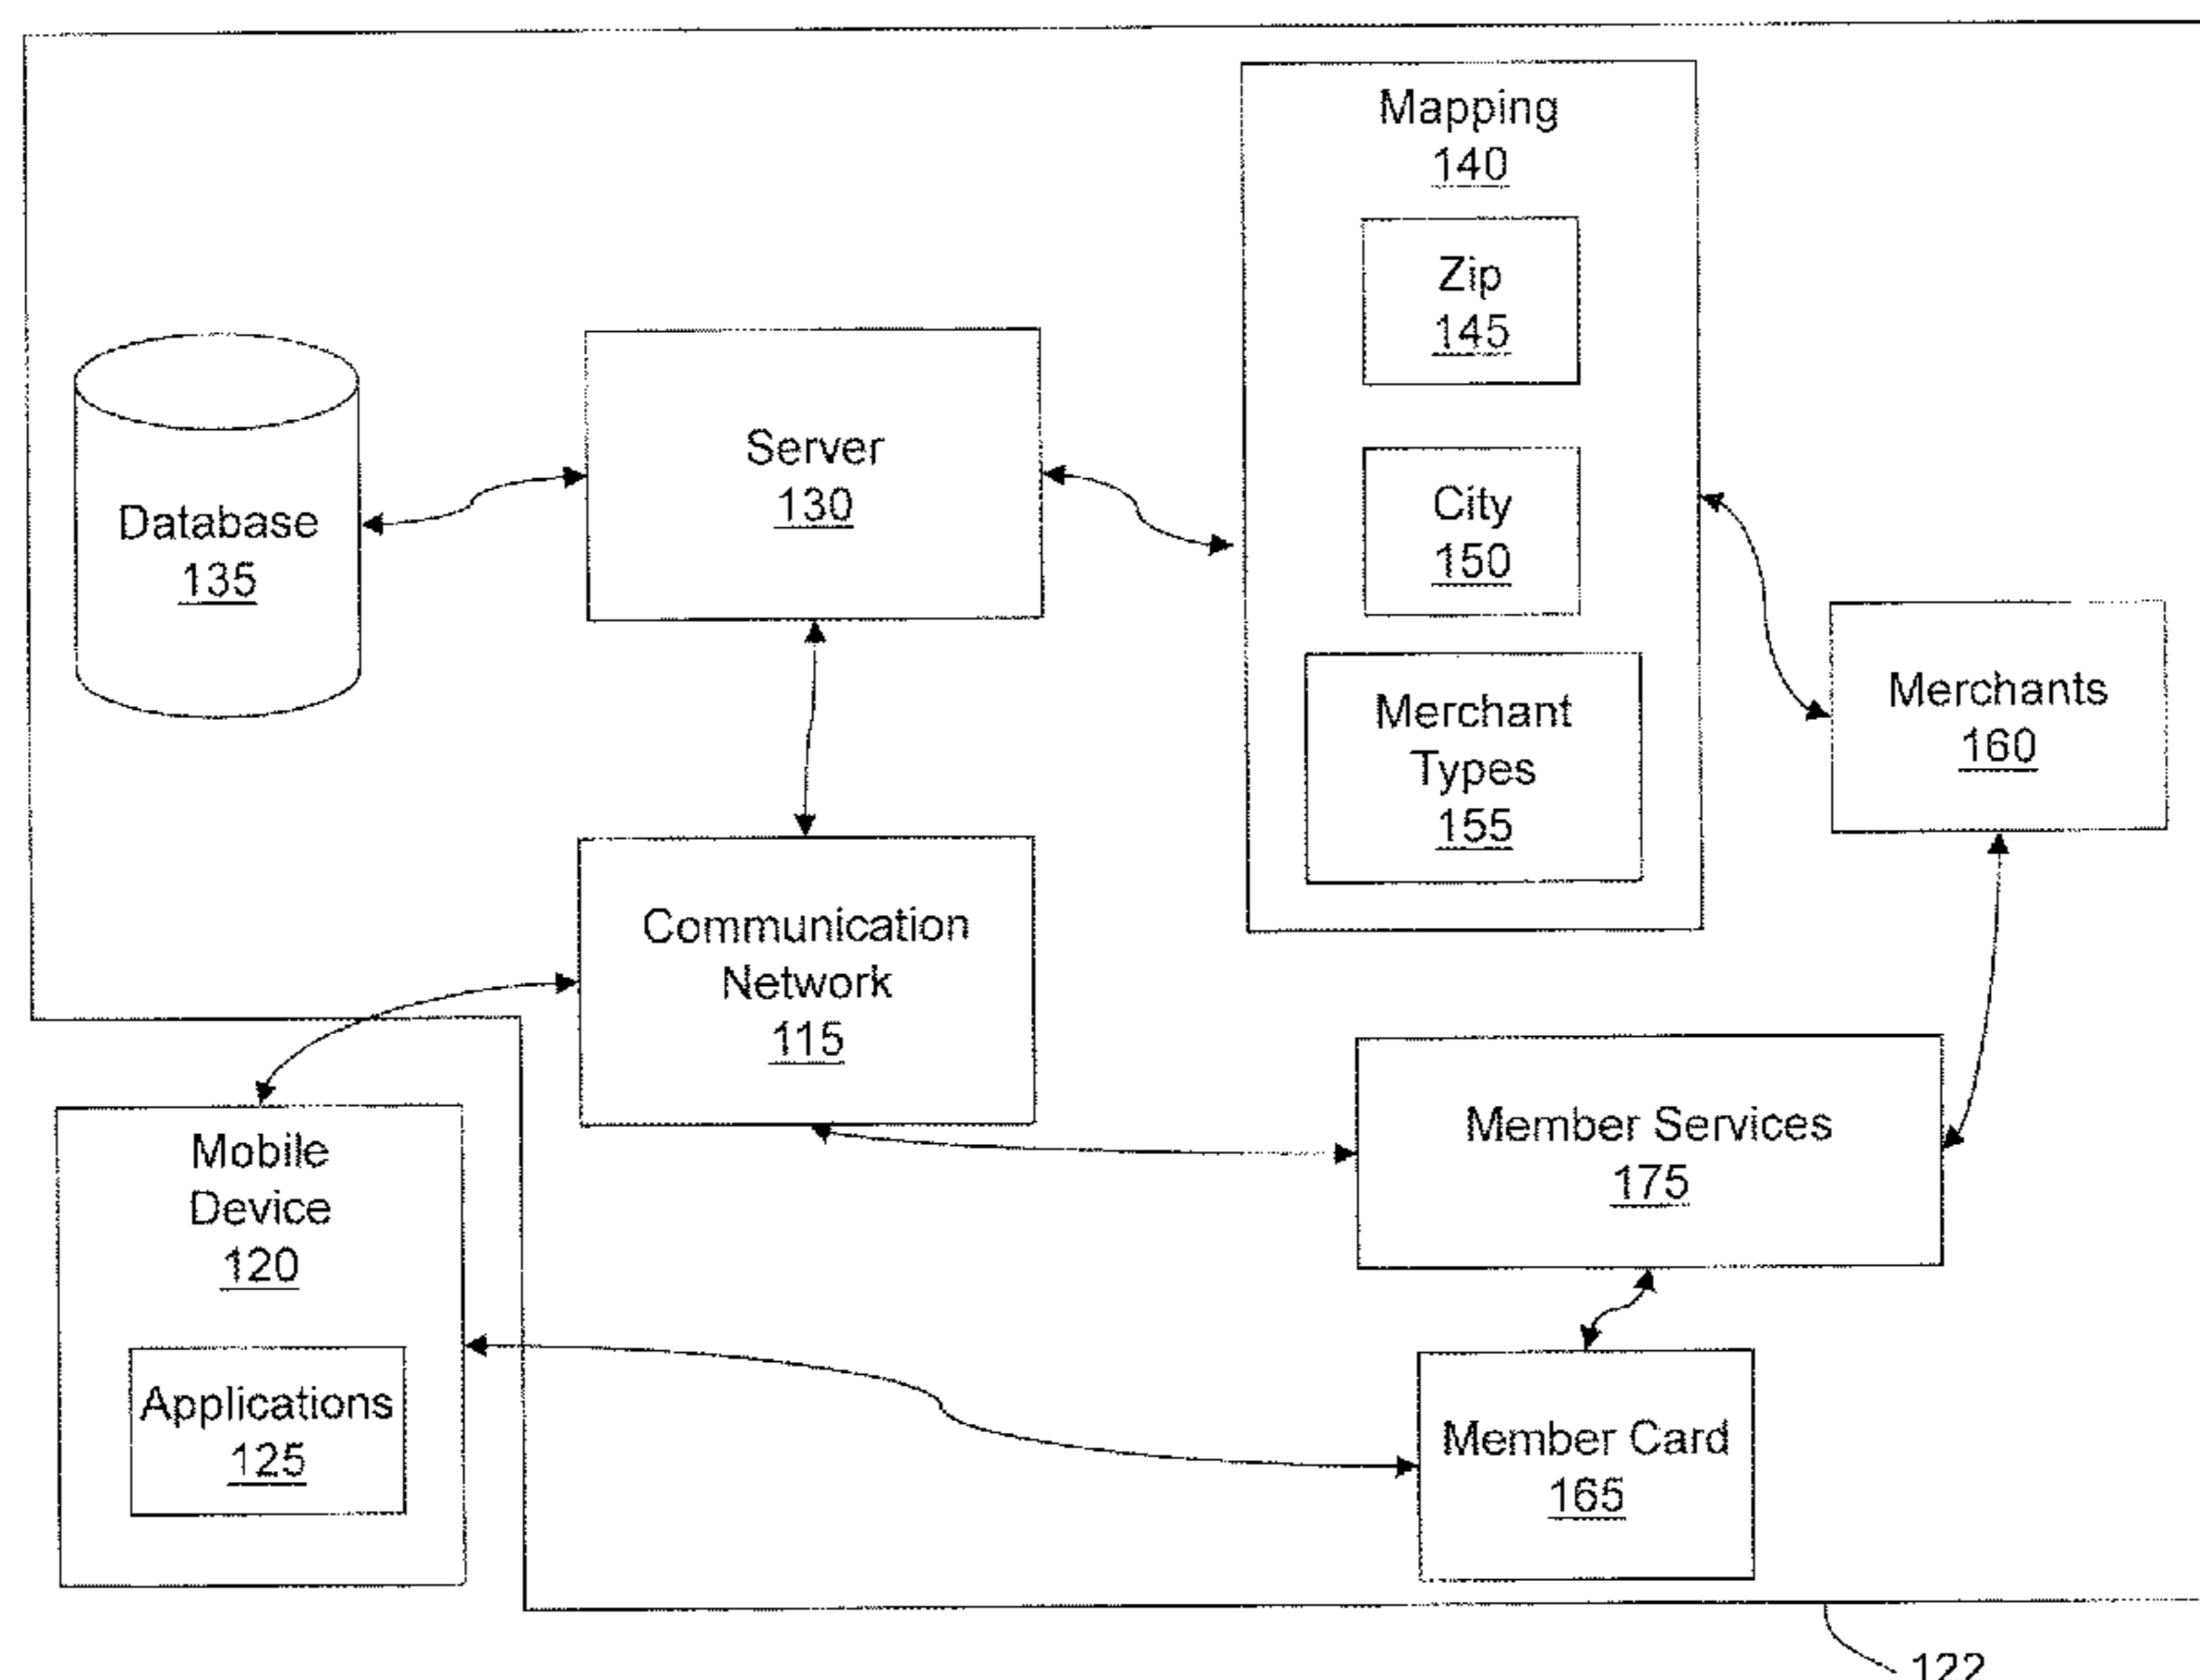 Mapping
140
Zip
145
Server
130
City
150
Database
135
Merchant
Types
155
Merchants
160
Communication
Network
115
Member Services
175
Mobile
Device
120
Applications
125
Member Card
165
122